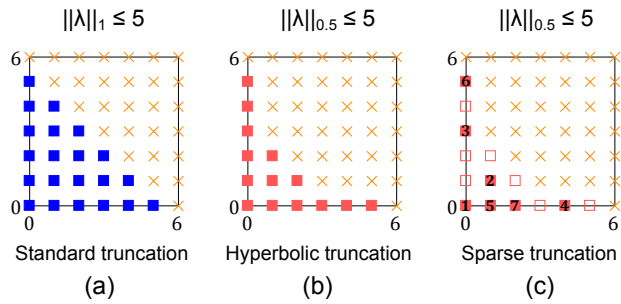 ||λ||₁ ≤ 5
||λ||₀.₅ ≤ 5
||λ||₀.₅ ≤ 5
6
0
0
6
6
0
0
6
6
0
0
6
6
3
2
1 5 7 4
Standard truncation
Hyperbolic truncation
Sparse truncation
(a)
(b)
(c)